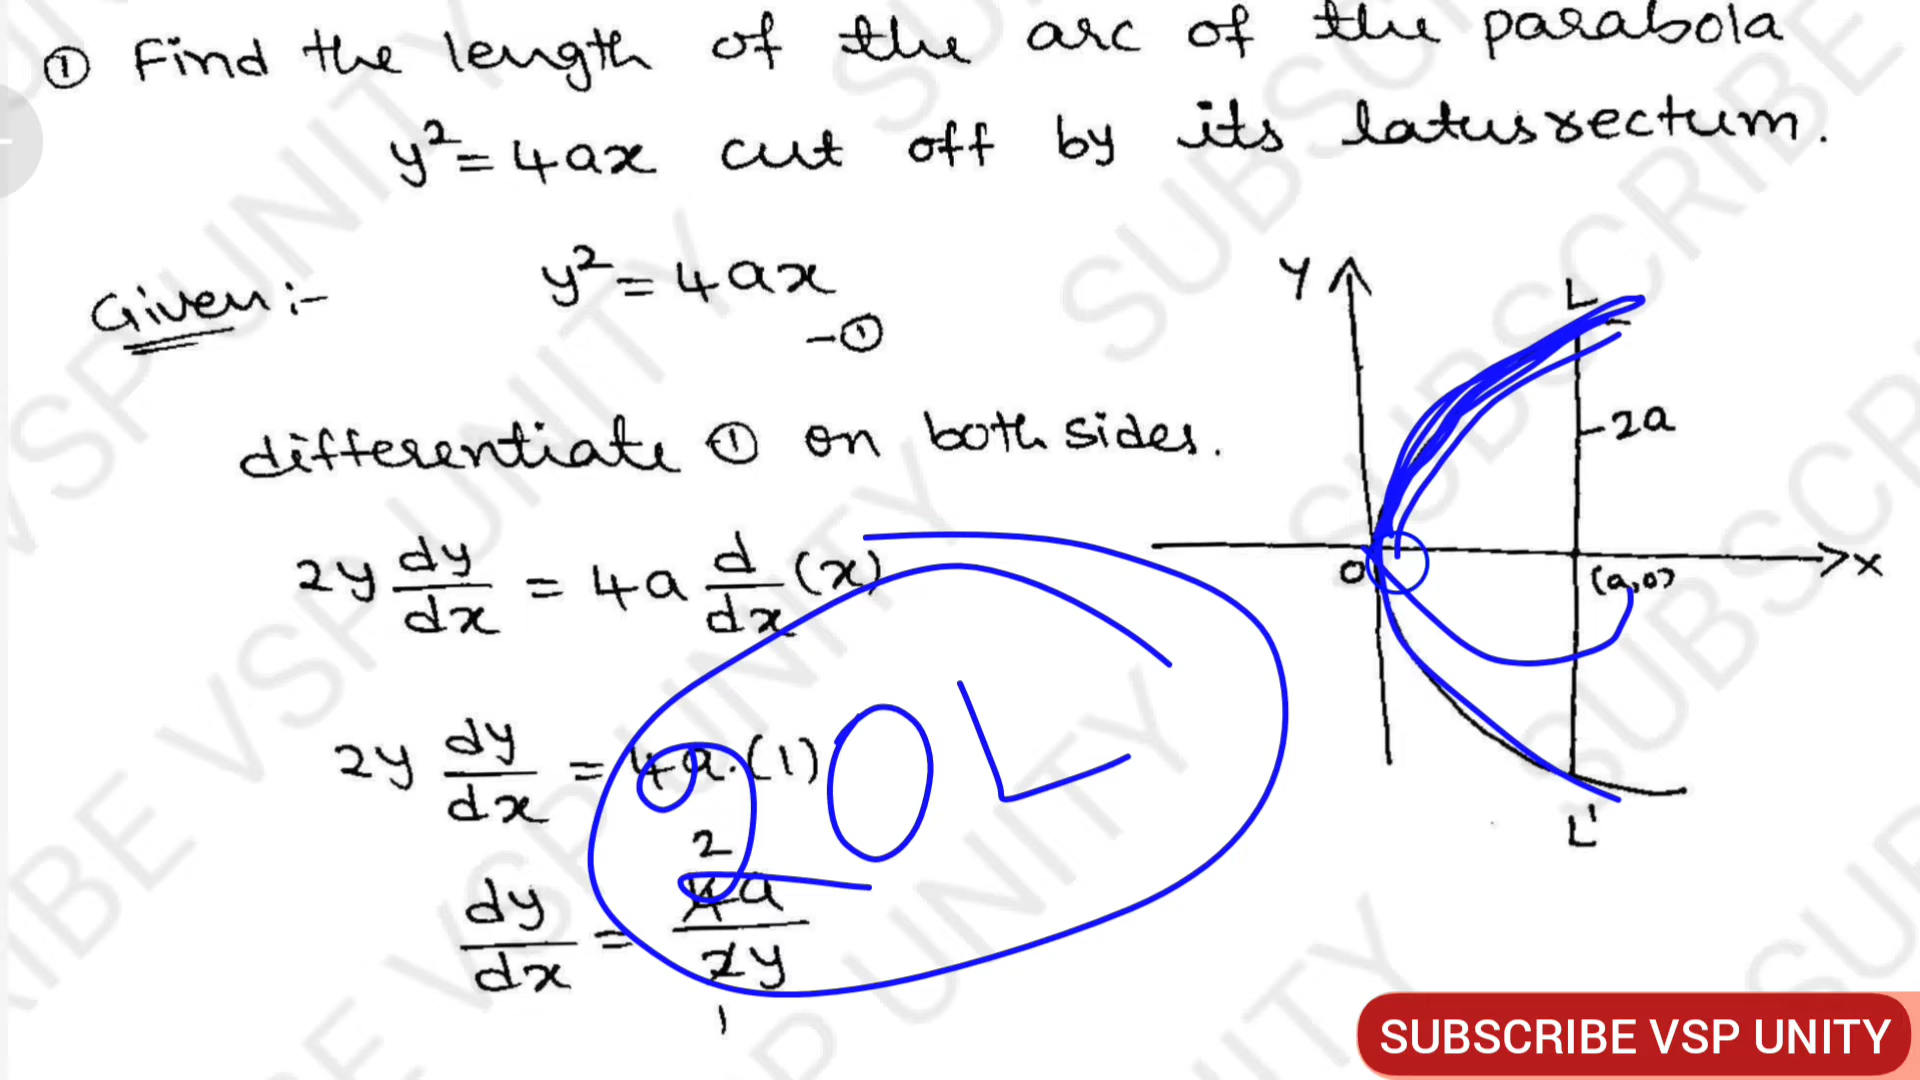 ① Find the length of the arc of the parabola
y²=4ax cut off by its latusrectum.
Given:- y² = 4ax
-①
differentiate ① on both sides.
2y dy/dx = 4a d/dx (x)
2y dy/dx = 4a.(1)
dy/dx = 4a/2y
2
1
2OL
Y
L
2a
O
(a,0)
X
L'
SUBSCRIBE VSP UNITY